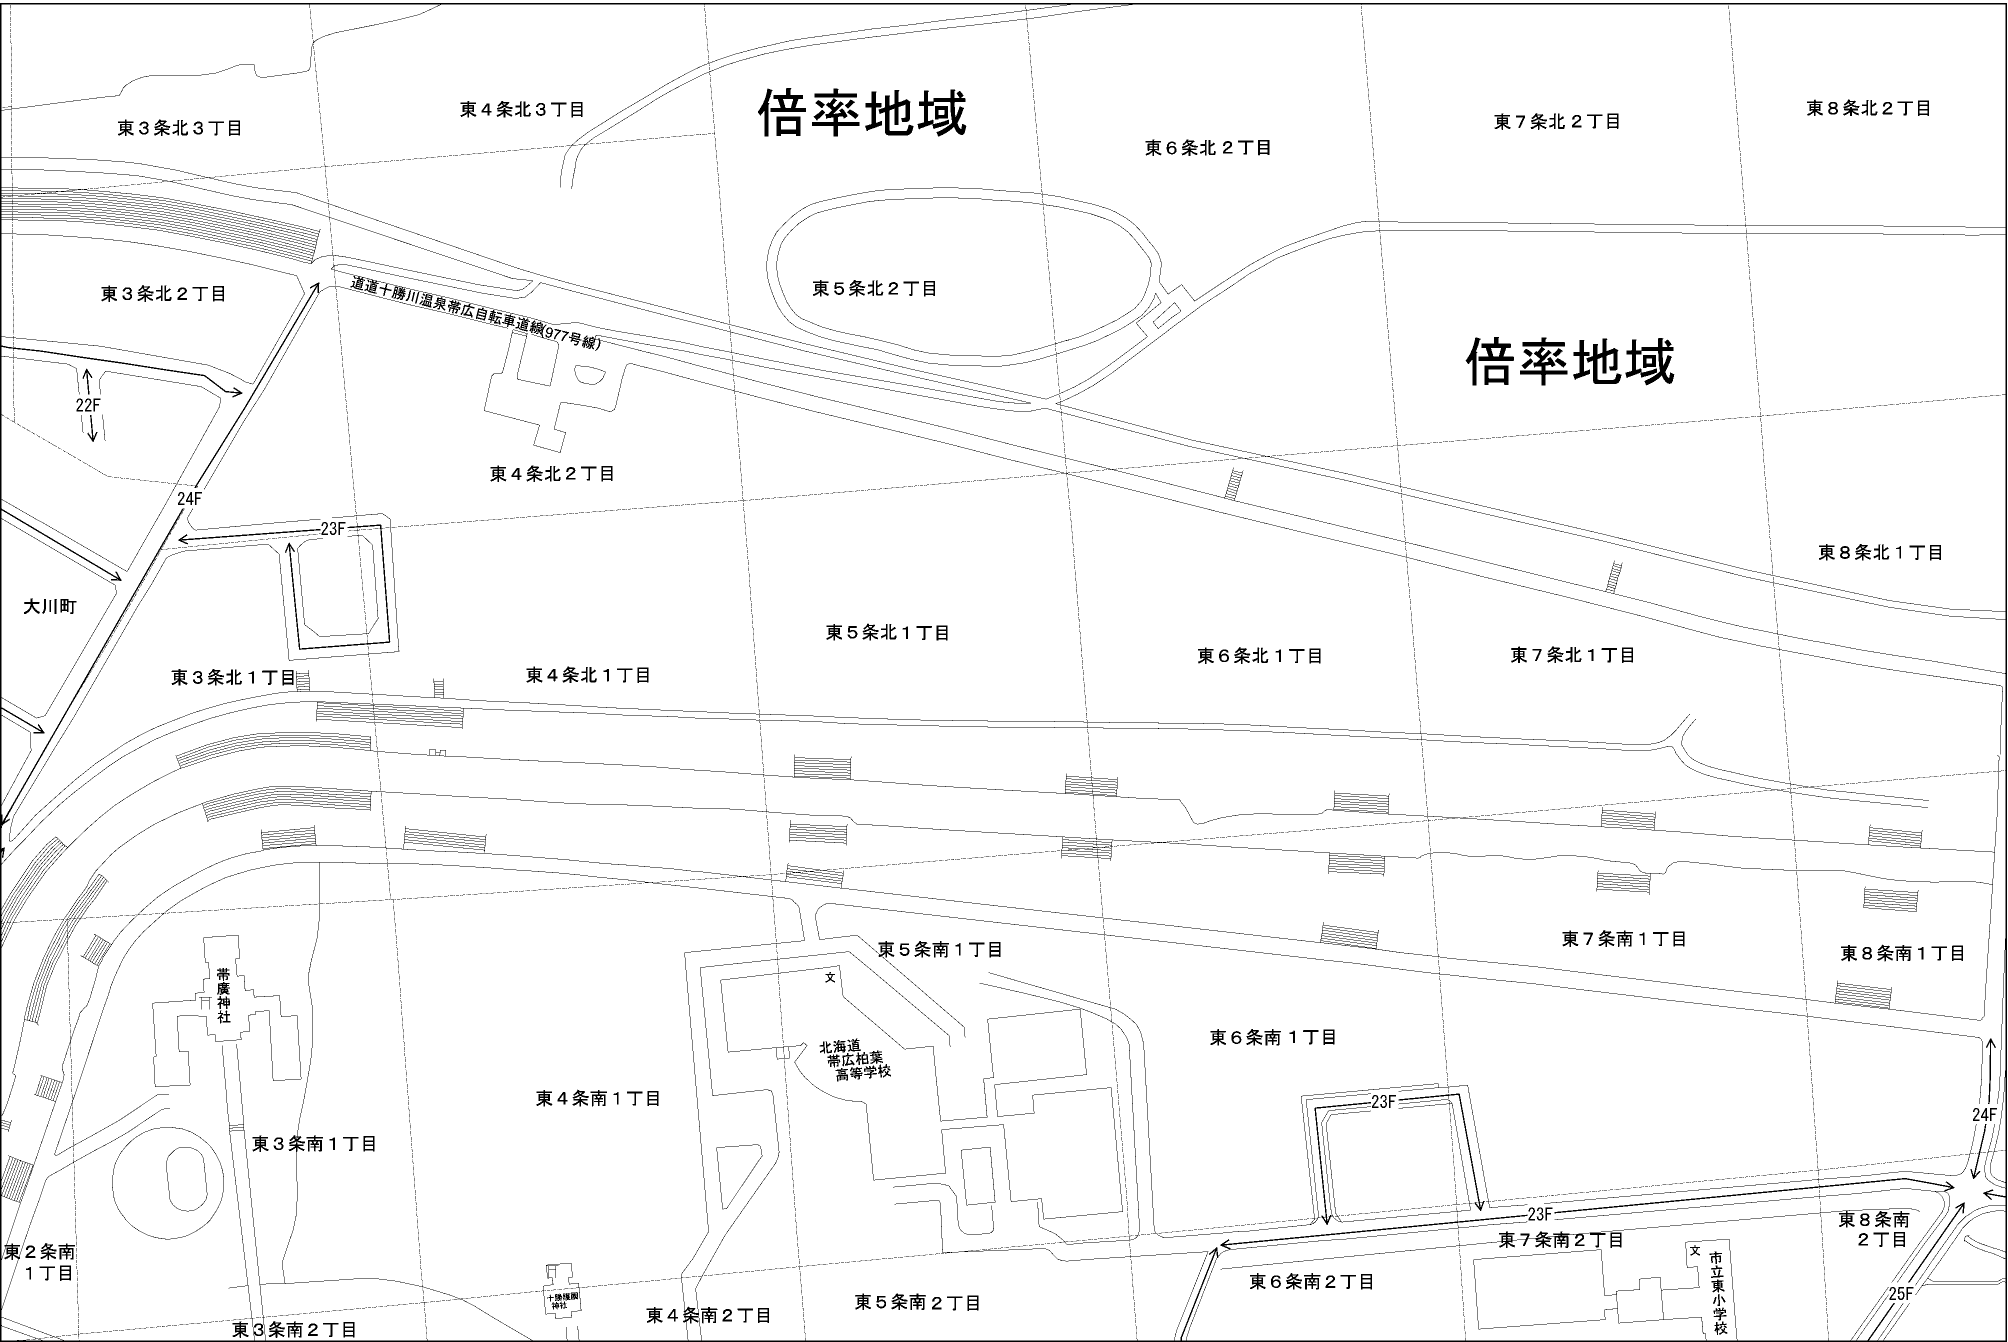 東４条北３丁目
倍率地域
東８条北２丁目
東３条北３丁目
東７条北２丁目
東６条北２丁目
東３条北２丁目
道道十勝川温泉帯広自転車道線(977号線)
東５条北２丁目
倍率地域
22F
東４条北２丁目
24F
23F
東８条北１丁目
大川町
東５条北１丁目
東３条北１丁目
東４条北１丁目
東６条北１丁目
東７条北１丁目
東５条南１丁目
東７条南１丁目
東８条南１丁目
帯廣神社
文
北海道
帯広柏葉
高等学校
東６条南１丁目
東４条南１丁目
23F
24F
東３条南１丁目
23F
東８条南
２丁目
東２条南
１丁目
東７条南２丁目
文
市立東小学校
東６条南２丁目
25F
十勝護國
神社
東５条南２丁目
東４条南２丁目
東３条南２丁目